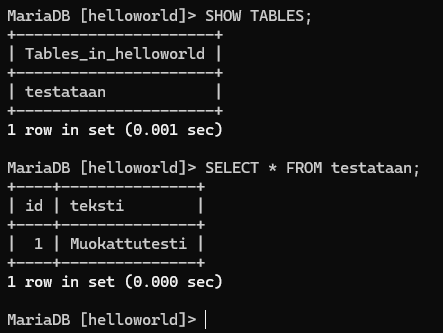 MariaDB [helloworld]> SHOW TABLES;
+----------------------+
| Tables_in_helloworld |
+----------------------+
| testataan            |
+----------------------+
1 row in set (0.001 sec)

MariaDB [helloworld]> SELECT * FROM testataan;
+----+---------------+
| id | teksti        |
+----+---------------+
|  1 | Muokattutesti |
+----+---------------+
1 row in set (0.000 sec)

MariaDB [helloworld]>